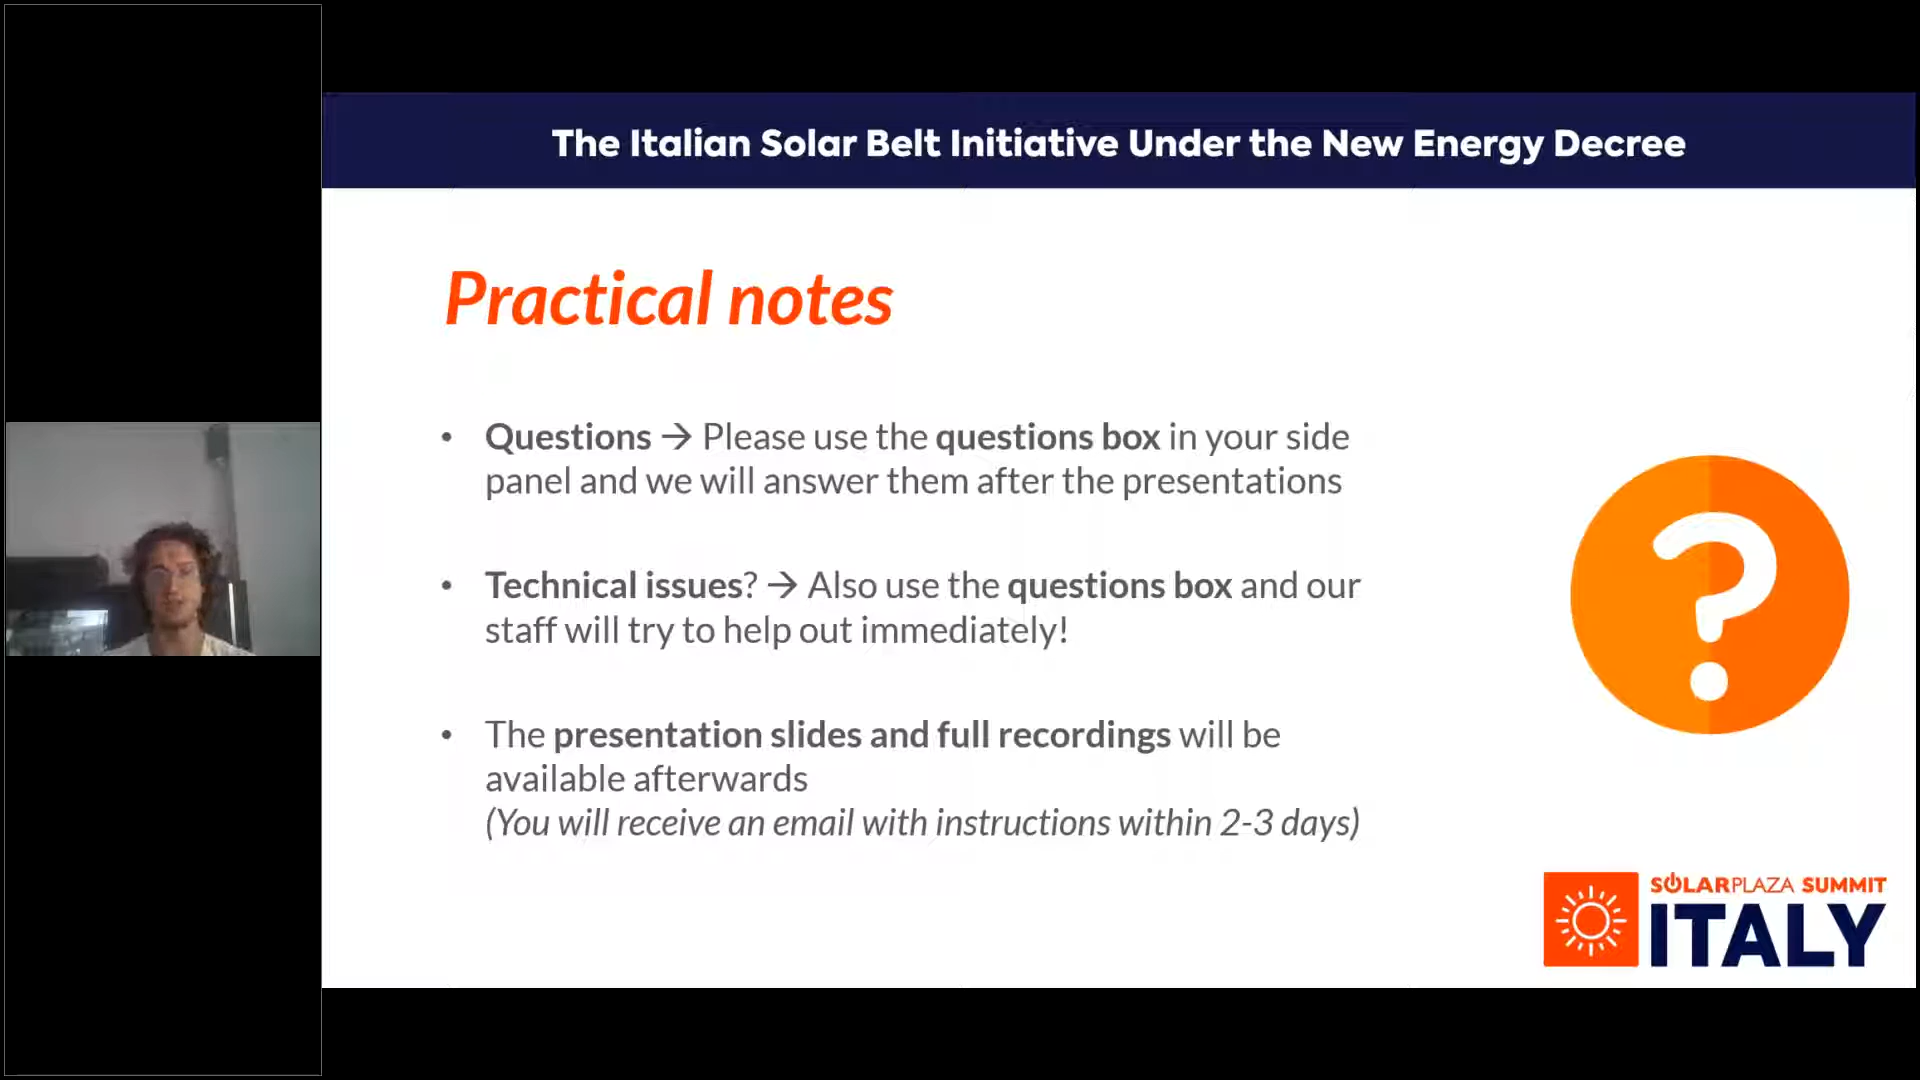 The Italian Solar Belt Initiative Under the New Energy Decree
Practical notes
• Questions → Please use the questions box in your side
panel and we will answer them after the presentations
• Technical issues? → Also use the questions box and our
staff will try to help out immediately!
• The presentation slides and full recordings will be
available afterwards
(You will receive an email with instructions within 2-3 days)
?
SOLARPLAZA SUMMIT
ITALY